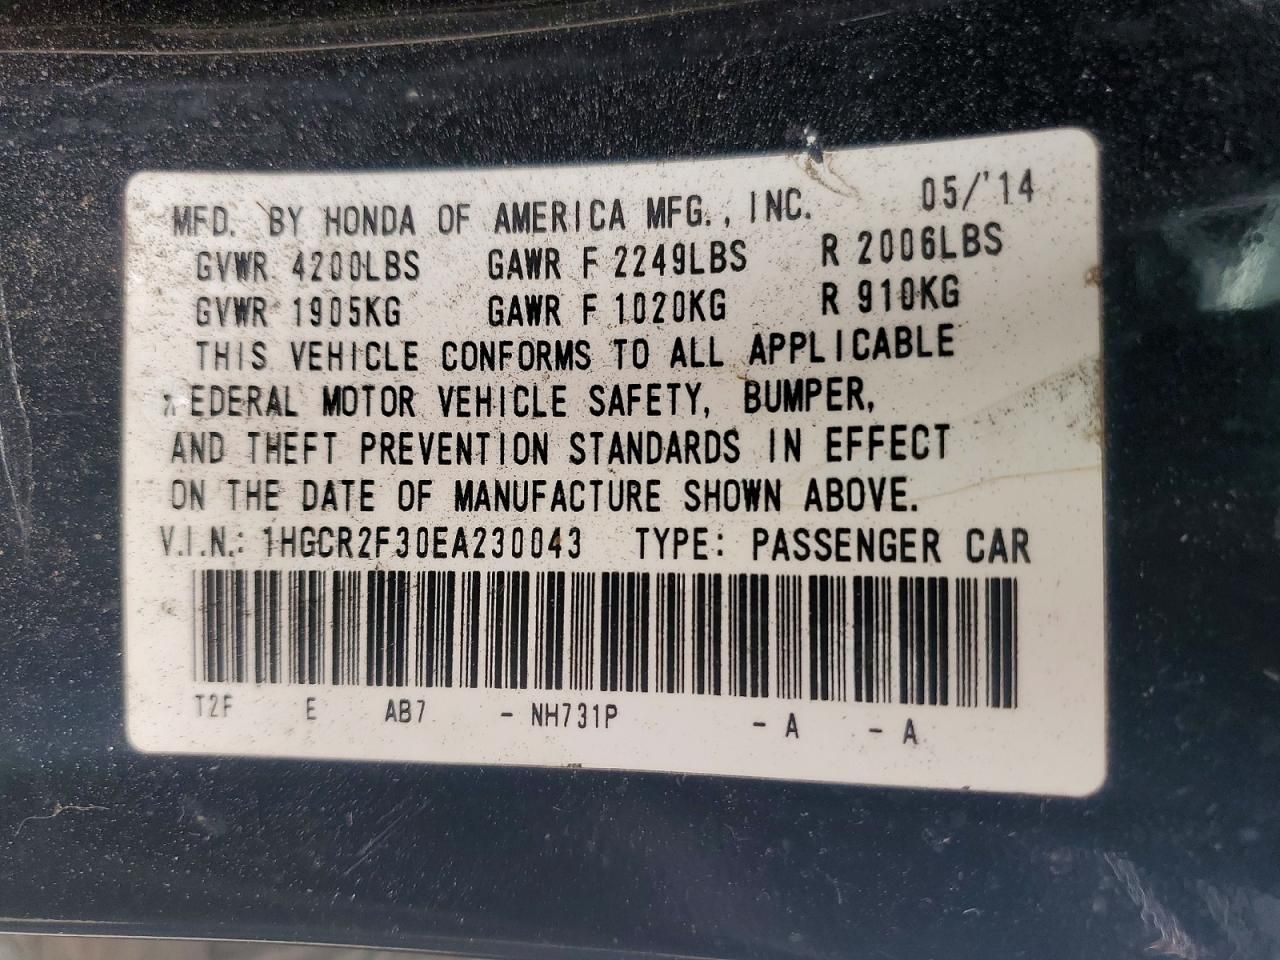 MFD. BY HONDA OF AMERICA MFG., INC. 05/'14
GVWR 4200LBS GAWR F 2249LBS R 2006LBS
GVWR 1905KG GAWR F 1020KG R 910KG
THIS VEHICLE CONFORMS TO ALL APPLICABLE
FEDERAL MOTOR VEHICLE SAFETY, BUMPER,
AND THEFT PREVENTION STANDARDS IN EFFECT
ON THE DATE OF MANUFACTURE SHOWN ABOVE.
V.I.N.: 1HGCR2F30EA230043 TYPE: PASSENGER CAR
T2F E AB7 - NH731P - A - A